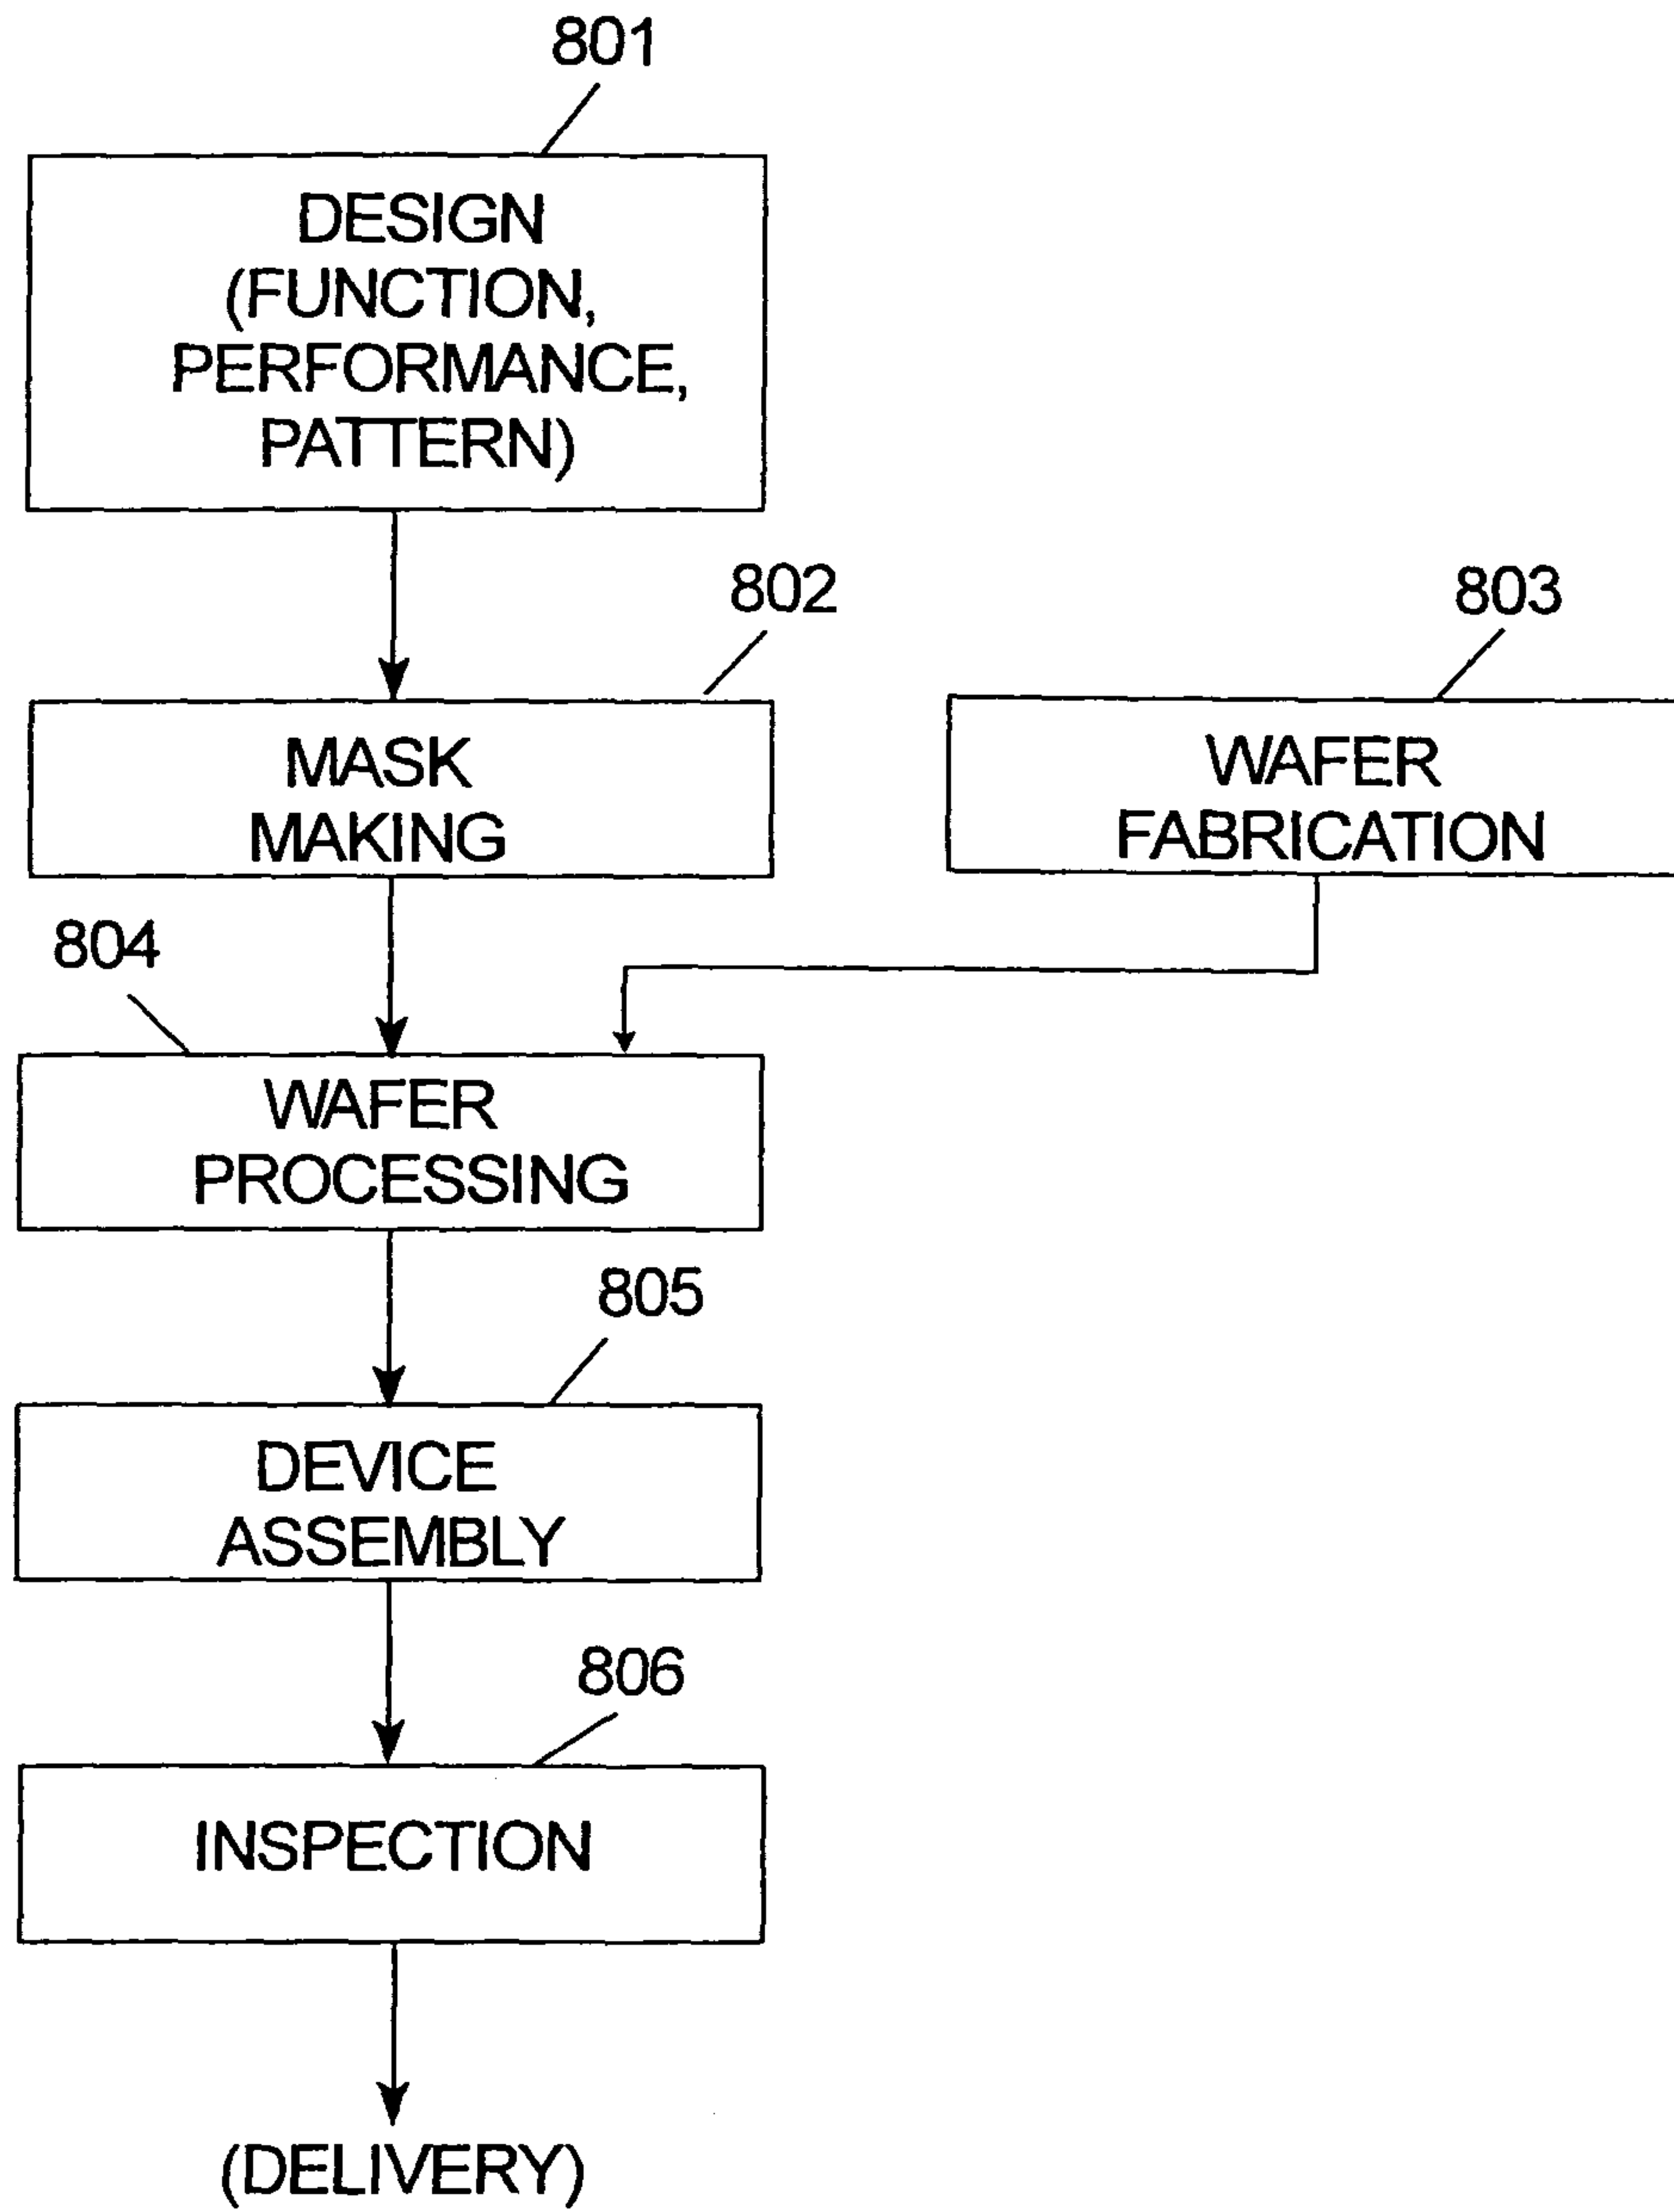 801
DESIGN
(FUNCTION,
PERFORMANCE,
PATTERN)
802
803
MASK
MAKING
WAFER
FABRICATION
804
WAFER
PROCESSING
805
DEVICE
ASSEMBLY
806
INSPECTION
(DELIVERY)